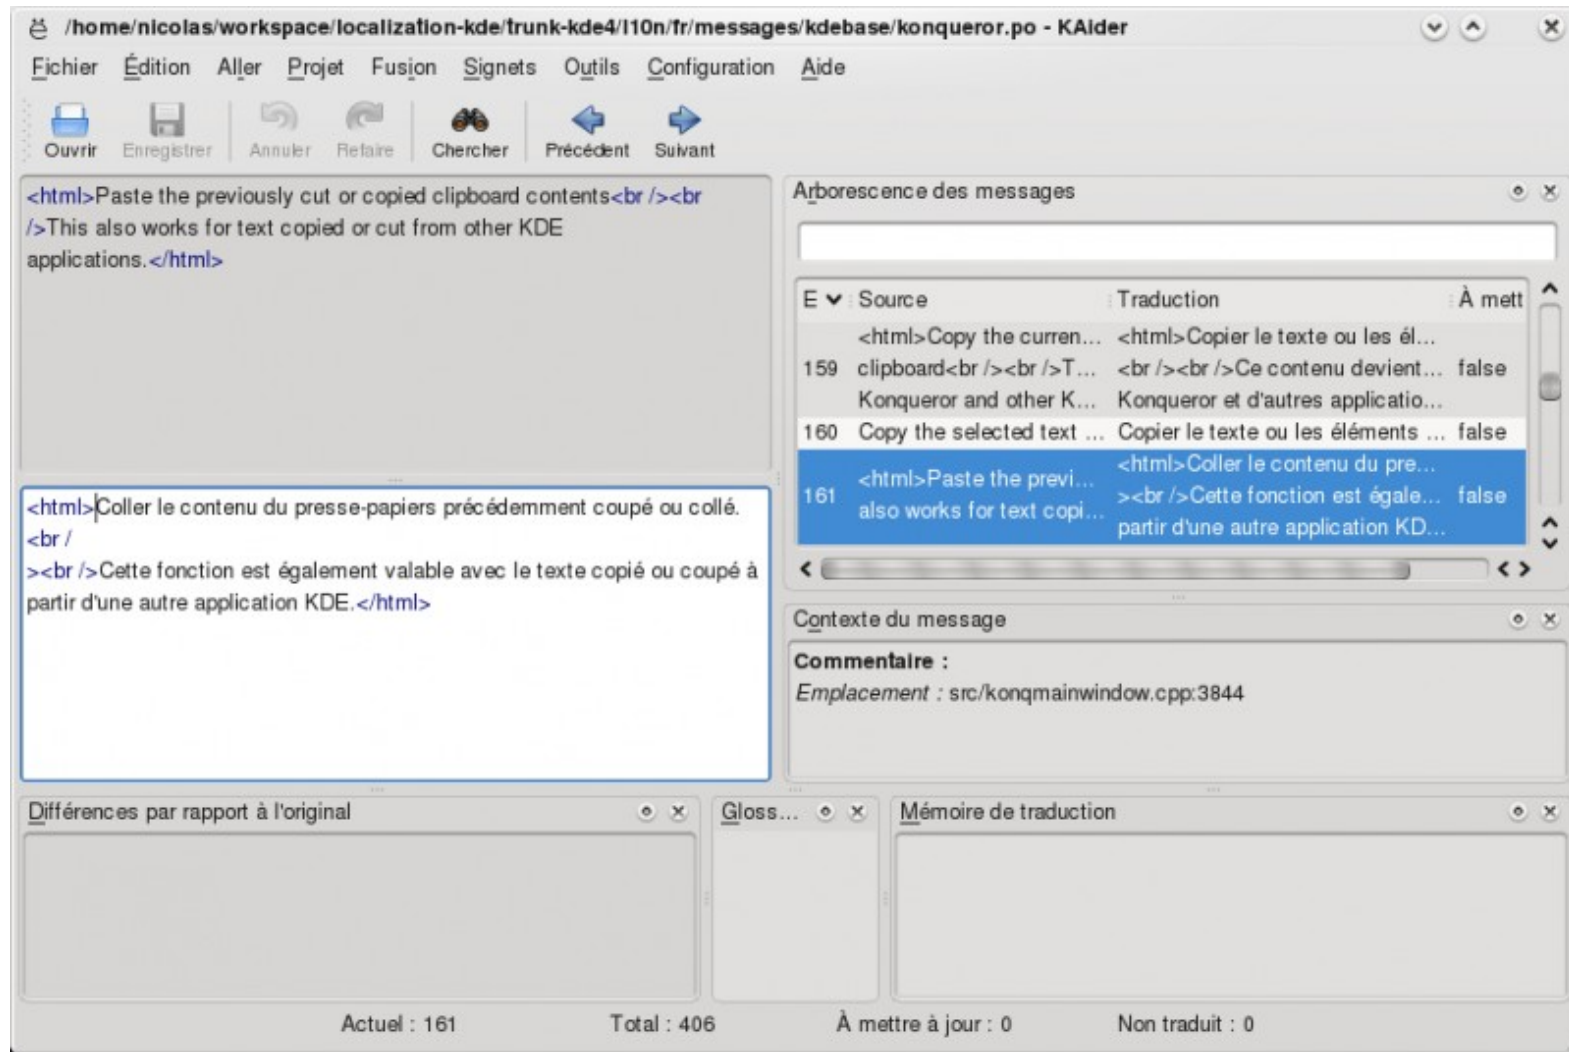 /home/nicolas/workspace/localization-kde/trunk-kde4/l10n/fr/messages/kdebase/konqueror.po - KAider
Fichier Édition Aller Projet Fusion Signets Outils Configuration Aide
Ouvrir Enregistrer Annuler Refaire Chercher Précédent Suivant
<html>Paste the previously cut or copied clipboard contents<br /><br
/>This also works for text copied or cut from other KDE
applications.</html>
<html>Coller le contenu du presse-papiers précédemment coupé ou collé.
<br /
><br />Cette fonction est également valable avec le texte copié ou coupé à
partir d'une autre application KDE.</html>
Arborescence des messages
E Source Traduction À mett
159
<html>Copy the curren...
clipboard<br /><br />T...
Konqueror and other K...
<html>Copier le texte ou les él...
<br /><br />Ce contenu devient...
Konqueror et d'autres applicatio...
false
160 Copy the selected text ... Copier le texte ou les éléments ... false
161
<html>Paste the previ...
also works for text copi...
<html>Coller le contenu du pre...
><br />Cette fonction est égale...
partir d'une autre application KD...
false
Contexte du message
Commentaire :
Emplacement : src/konqmainwindow.cpp:3844
Différences par rapport à l'original
Gloss...
Mémoire de traduction
Actuel : 161 Total : 406 À mettre à jour : 0 Non traduit : 0